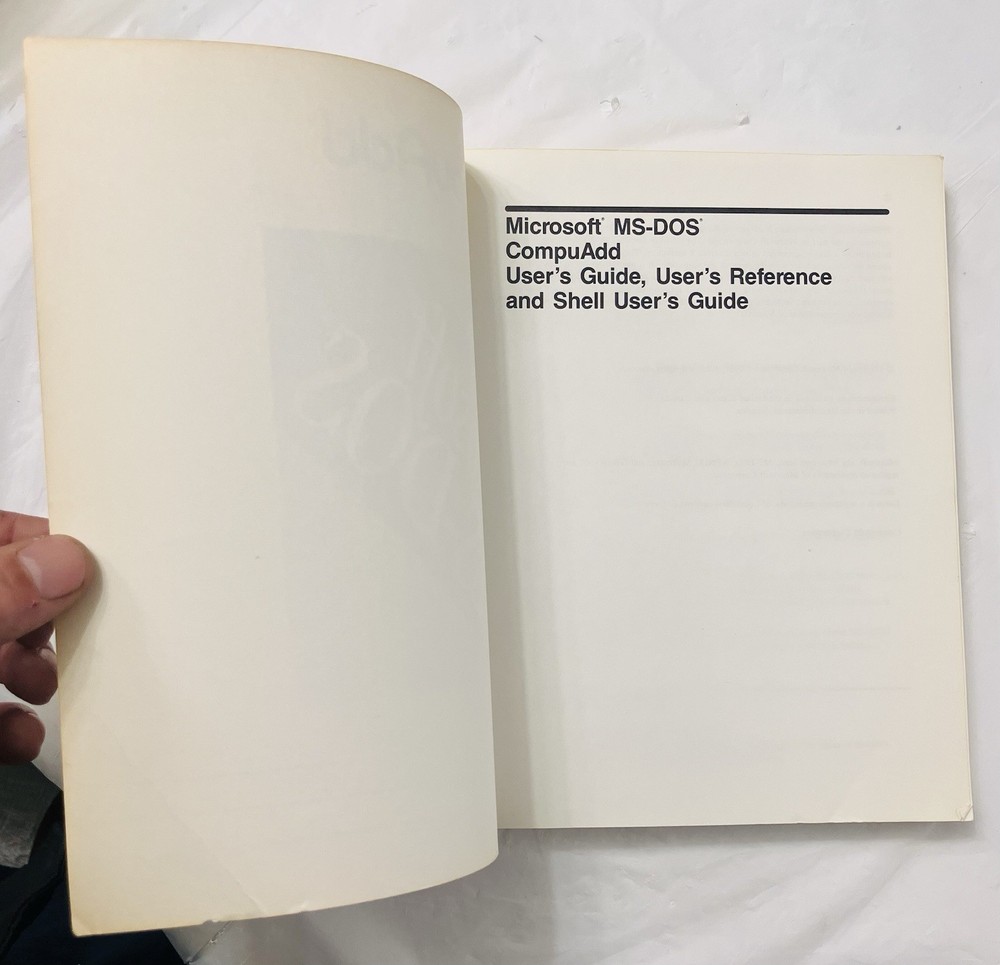 Microsoft® MS-DOS®
CompuAdd
User's Guide, User's Reference
and Shell User's Guide